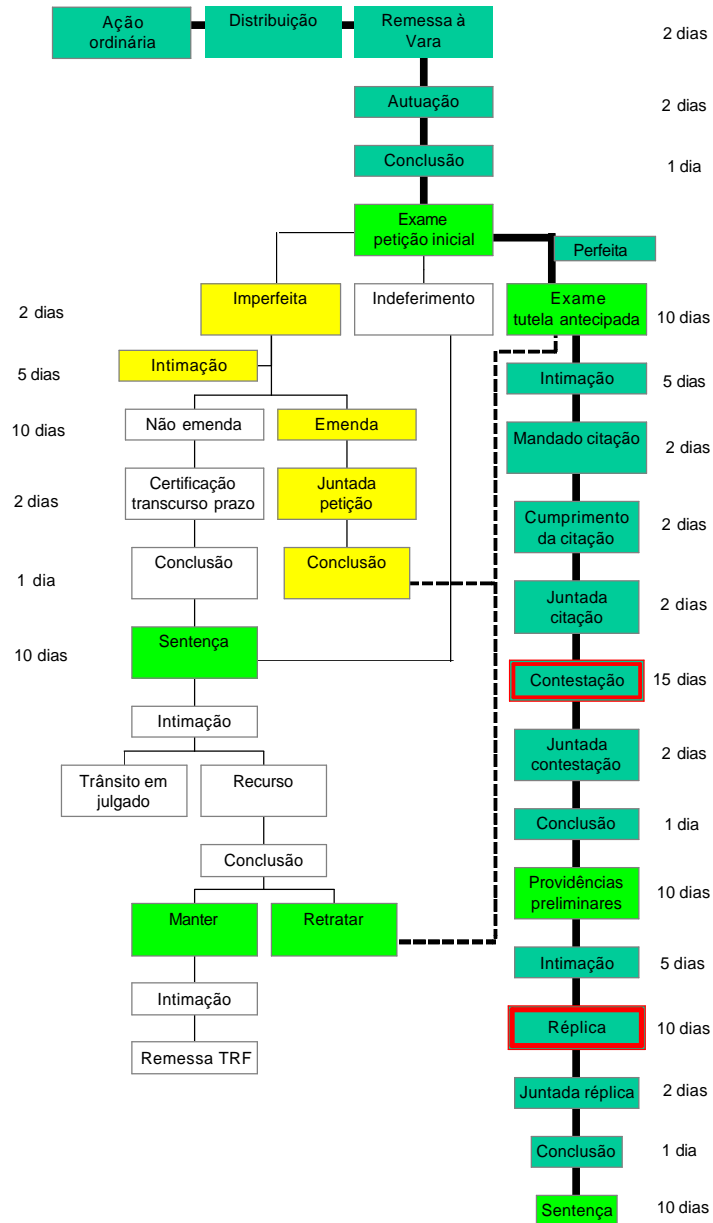 Ação
ordinária
Distribuição
Remessa à
Vara
2 dias
Autuação
2 dias
Conclusão
1 dia
Exame
petição inicial
Perfeita
2 dias
Imperfeita
Indeferimento
Exame
tutela antecipada
10 dias
5 dias
Intimação
Intimação
5 dias
10 dias
Não emenda
Emenda
Mandado citação
2 dias
2 dias
Certificação
transcurso prazo
Juntada
petição
Cumprimento
da citação
2 dias
1 dia
Conclusão
Conclusão
Juntada
citação
2 dias
10 dias
Sentença
Contestação
15 dias
Intimação
Juntada
contestação
2 dias
Trânsito em
julgado
Recurso
Conclusão
1 dia
Conclusão
Providências
preliminares
10 dias
Manter
Retratar
Intimação
5 dias
Intimação
Réplica
10 dias
Remessa TRF
Juntada réplica
2 dias
Conclusão
1 dia
Sentença
10 dias